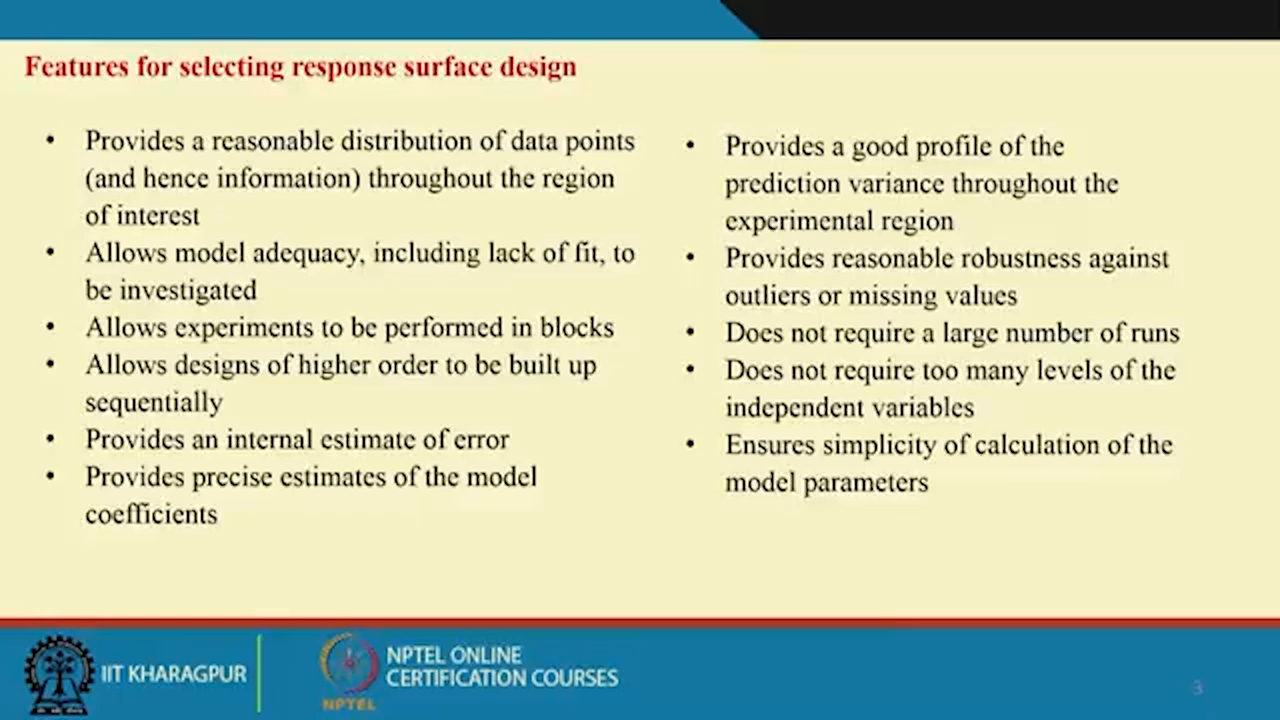 Features for selecting response surface design
• Provides a reasonable distribution of data points
(and hence information) throughout the region
of interest
• Allows model adequacy, including lack of fit, to
be investigated
• Allows experiments to be performed in blocks
• Allows designs of higher order to be built up
sequentially
• Provides an internal estimate of error
• Provides precise estimates of the model
coefficients
• Provides a good profile of the
prediction variance throughout the
experimental region
• Provides reasonable robustness against
outliers or missing values
• Does not require a large number of runs
• Does not require too many levels of the
independent variables
• Ensures simplicity of calculation of the
model parameters
IIT KHARAGPUR
NPTEL
NPTEL ONLINE
CERTIFICATION COURSES
3